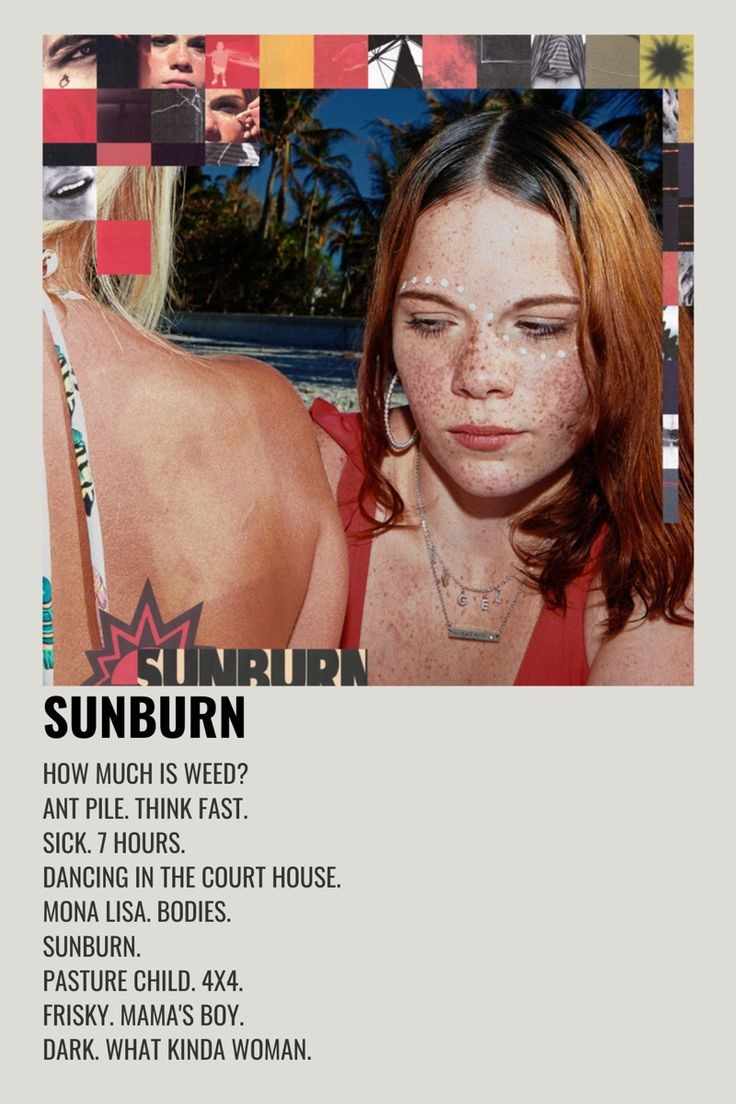 SUNBURN
SUNBURN
HOW MUCH IS WEED?
ANT PILE. THINK FAST.
SICK. 7 HOURS.
DANCING IN THE COURT HOUSE.
MONA LISA. BODIES.
SUNBURN.
PASTURE CHILD. 4X4.
FRISKY. MAMA'S BOY.
DARK. WHAT KINDA WOMAN.